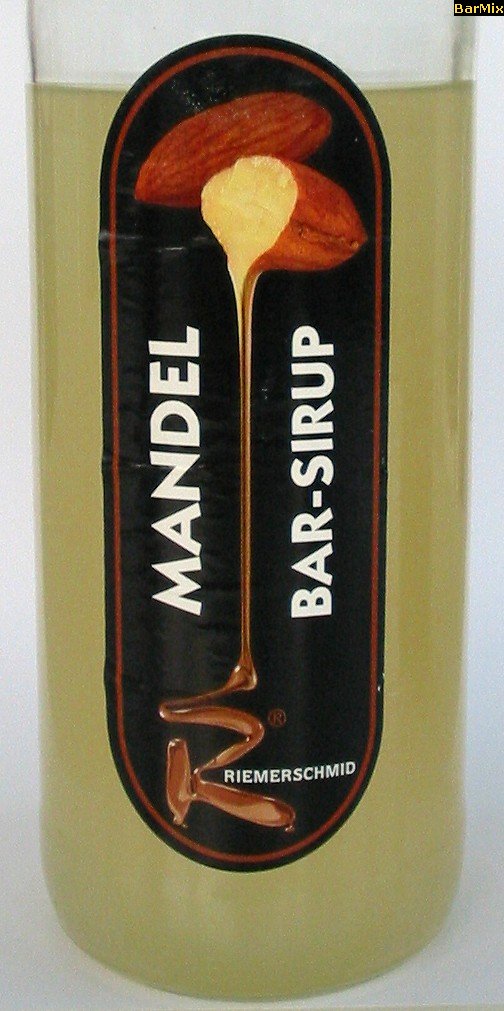 BarMix
MANDEL
BAR-SIRUP
R®
RIEMERSCHMID